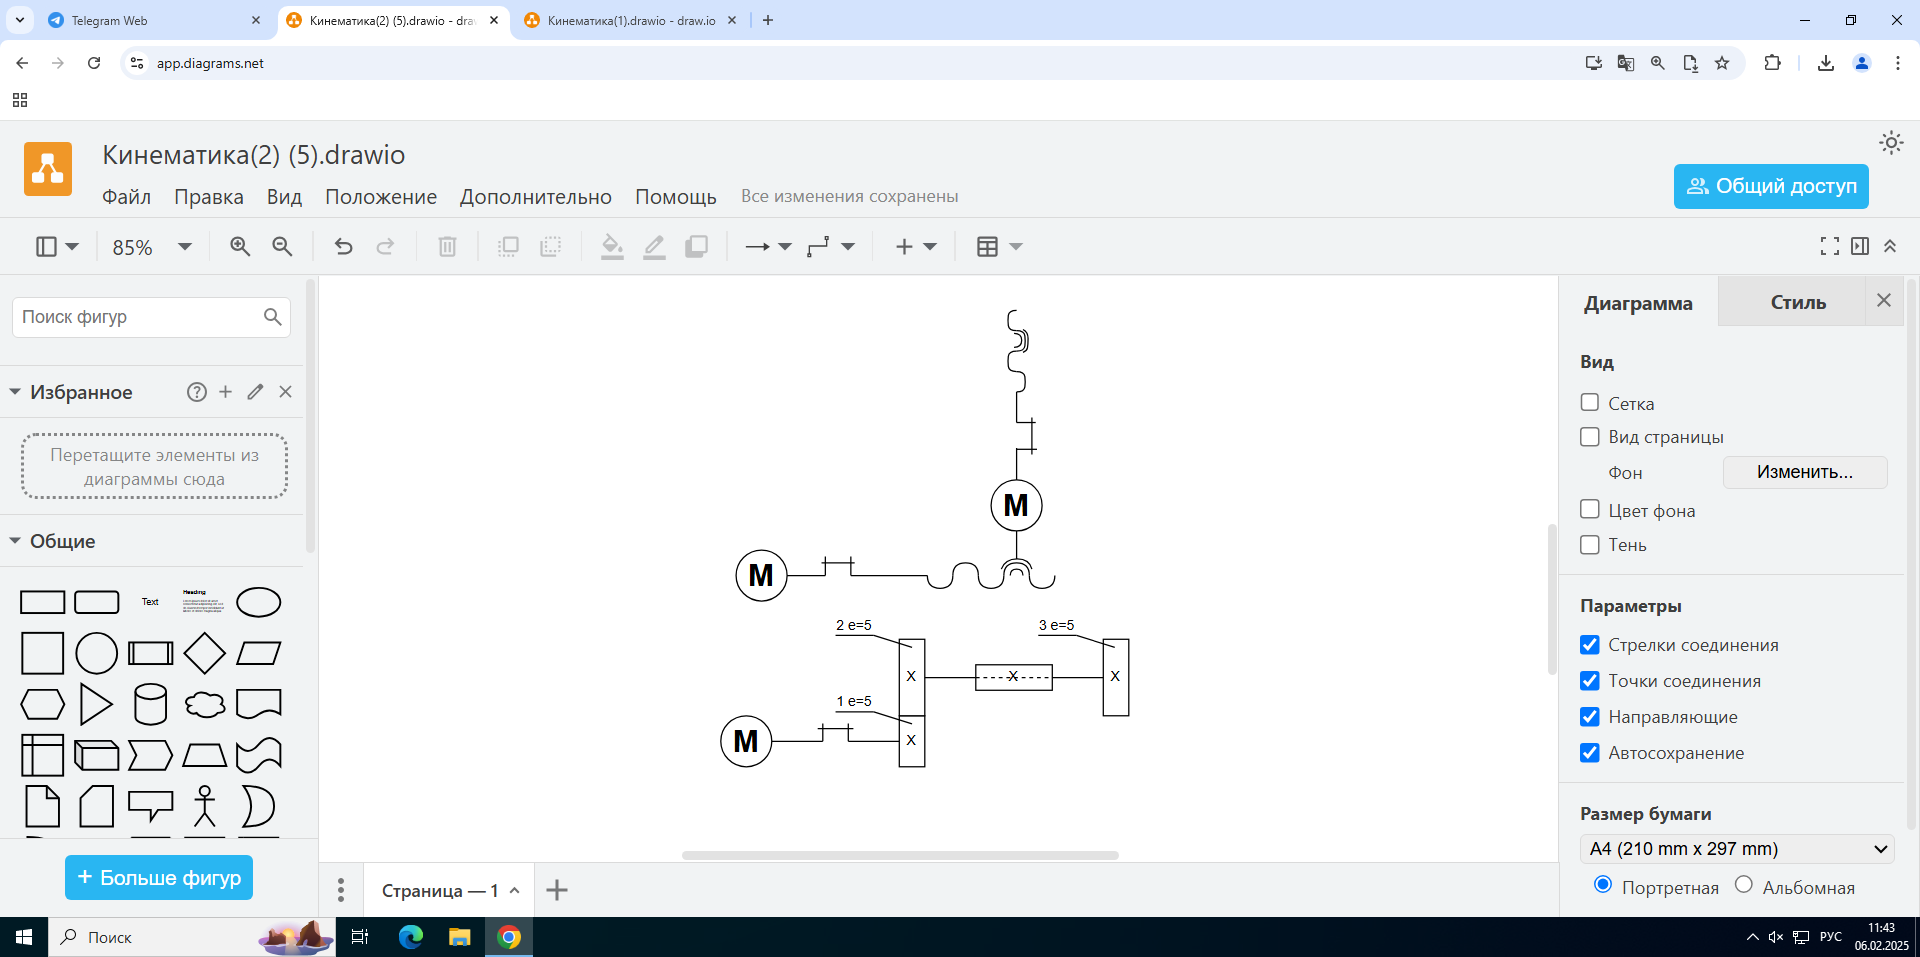 Telegram Web
Кинематика(2) (5).drawio - dra
Кинематика(1).drawio - draw.io
app.diagrams.net
Кинематика(2) (5).drawio
Файл Правка Вид Положение Дополнительно Помощь Все изменения сохранены
Общий доступ
85%
Поиск фигур
Избранное
Перетащите элементы из
диаграммы сюда
Общие
Text
Heading
+ Больше фигур
M
M
2 e=5
3 e=5
X
X
X
1 e=5
M
X
Страница — 1
Диаграмма
Стиль
Вид
Сетка
Вид страницы
Фон
Изменить...
Цвет фона
Тень
Параметры
Стрелки соединения
Точки соединения
Направляющие
Автосохранение
Размер бумаги
A4 (210 mm x 297 mm)
Портретная
Альбомная
Поиск
РУС
11:43
06.02.2025